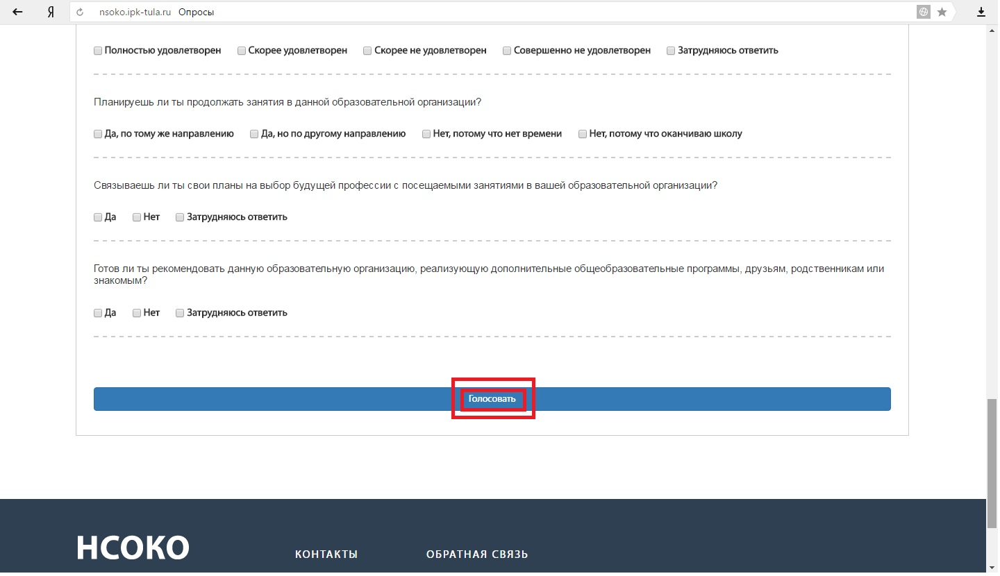 Я
nsoko.ipk-tula.ru Опросы
Полностью удовлетворен Скорее удовлетворен Скорее не удовлетворен Совершенно не удовлетворен Затрудняюсь ответить
Планируешь ли ты продолжать занятия в данной образовательной организации?
Да, по тому же направлению Да, но по другому направлению Нет, потому что нет времени Нет, потому что оканчиваю школу
Связываешь ли ты свои планы на выбор будущей профессии с посещаемыми занятиями в вашей образовательной организации?
Да Нет Затрудняюсь ответить
Готов ли ты рекомендовать данную образовательную организацию, реализующую дополнительные общеобразовательные программы, друзьям, родственникам или
знакомым?
Да Нет Затрудняюсь ответить
Голосовать
НСОКО КОНТАКТЫ ОБРАТНАЯ СВЯЗЬ